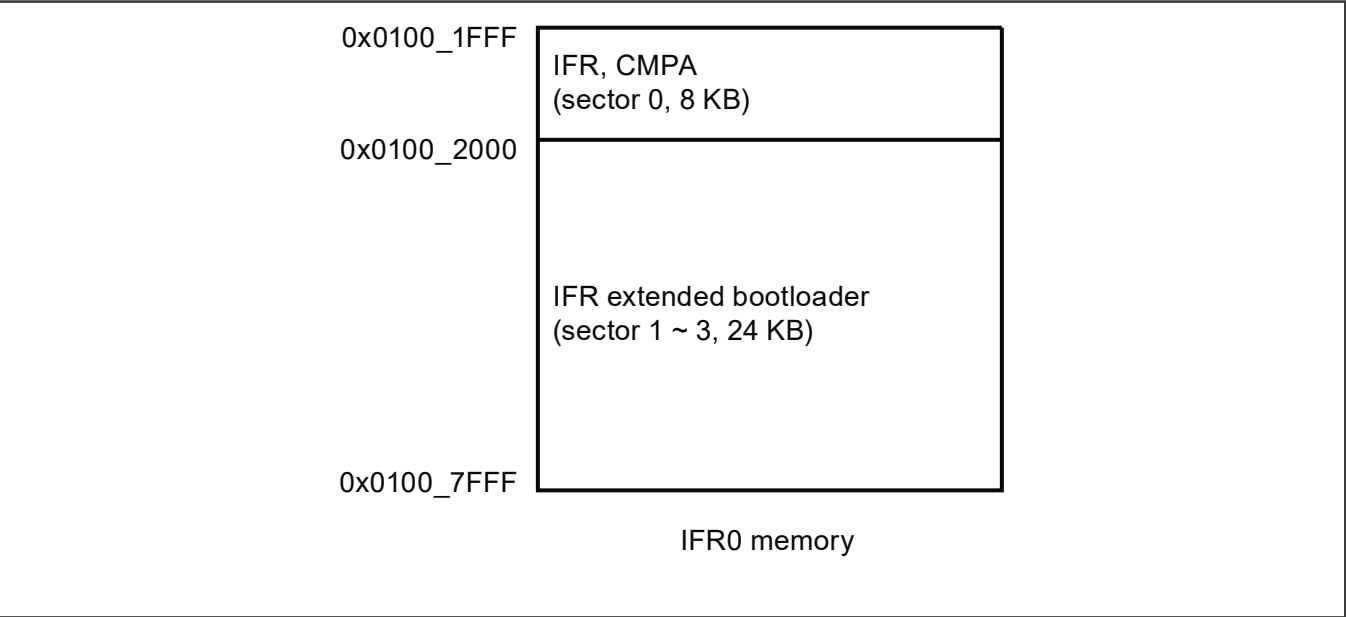 0x0100_1FFF
IFR, CMPA
(sector 0, 8 KB)
0x0100_2000
IFR extended bootloader
(sector 1 ~ 3, 24 KB)
0x0100_7FFF
IFR0 memory